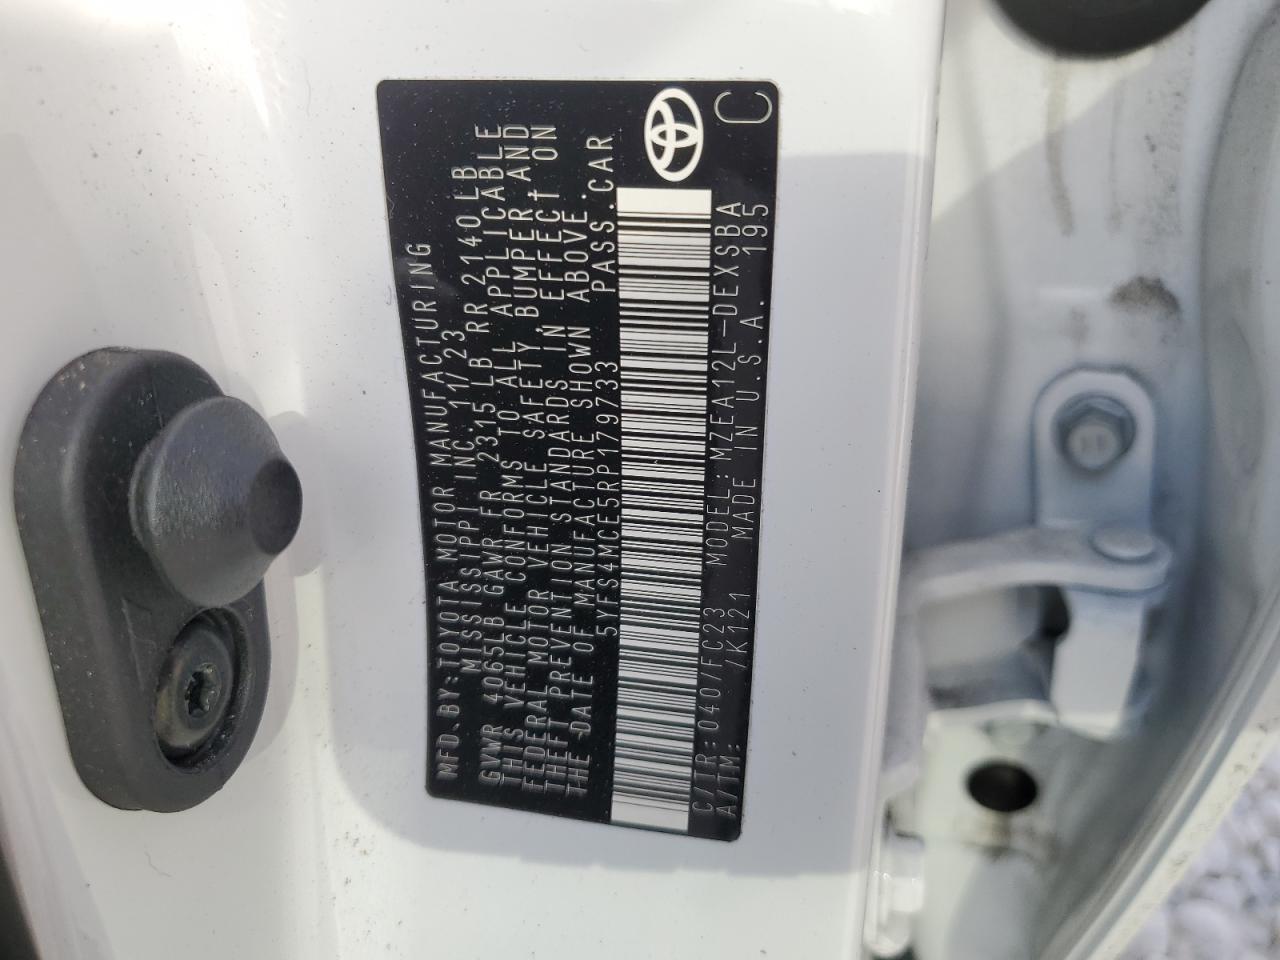 MFD. BY: TOYOTA MOTOR MANUFACTURING
MISSISSIPPI INC. 11/23
GVWR 4065LB GAWR FR 2315 LB RR 2140 LB
THIS VEHICLE CONFORMS TO ALL APPLICABLE
FEDERAL MOTOR VEHICLE SAFETY, BUMPER, AND
THEFT PREVENTION STANDARDS IN EFFECT ON
THE DATE OF MANUFACTURE SHOWN ABOVE.
5YFS4MCE5RP179733 PASS. CAR
C/TR: 040/FC23 MODEL: MZEA12L-DEXSBA
A/TM: /K121 MADE IN U.S.A. 195
C